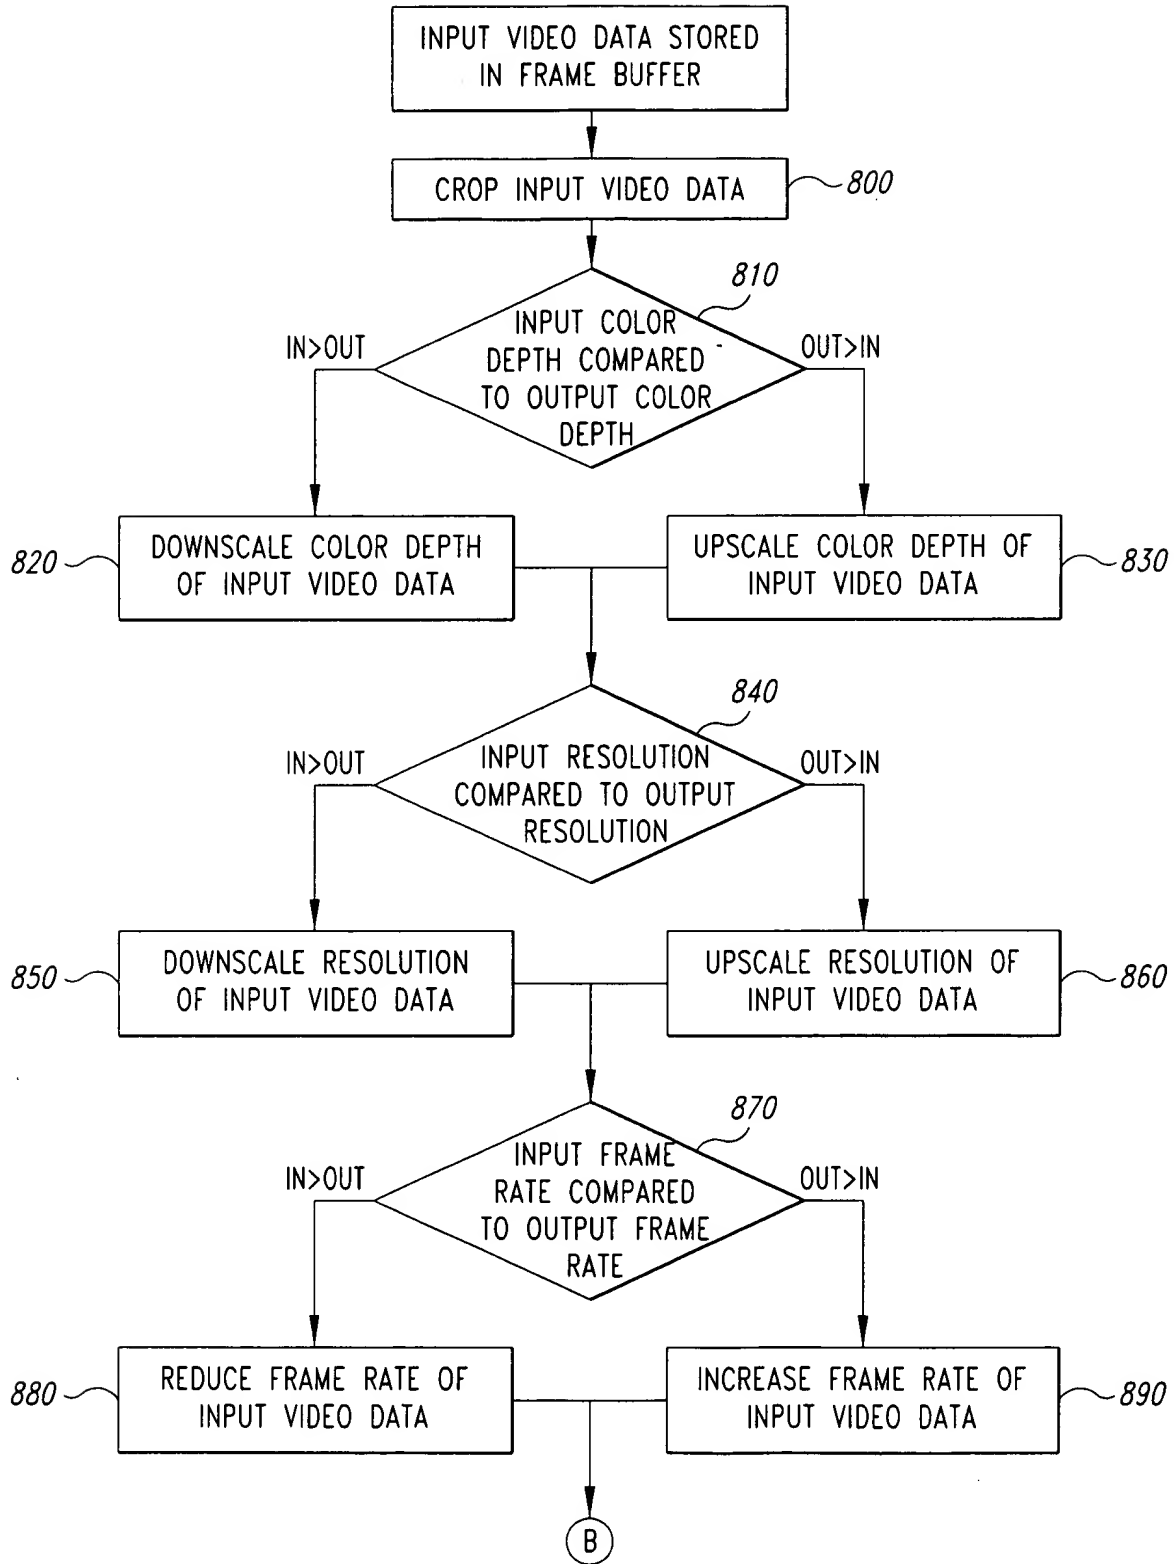 INPUT VIDEO DATA STORED
IN FRAME BUFFER
CROP INPUT VIDEO DATA
800
810
INPUT COLOR
DEPTH COMPARED
TO OUTPUT COLOR
DEPTH
IN>OUT
OUT>IN
820
DOWNSCALE COLOR DEPTH
OF INPUT VIDEO DATA
UPSCALE COLOR DEPTH OF
INPUT VIDEO DATA
830
840
INPUT RESOLUTION
COMPARED TO OUTPUT
RESOLUTION
IN>OUT
OUT>IN
850
DOWNSCALE RESOLUTION
OF INPUT VIDEO DATA
UPSCALE RESOLUTION OF
INPUT VIDEO DATA
860
870
INPUT FRAME
RATE COMPARED
TO OUTPUT FRAME
RATE
IN>OUT
OUT>IN
880
REDUCE FRAME RATE OF
INPUT VIDEO DATA
INCREASE FRAME RATE OF
INPUT VIDEO DATA
890
B